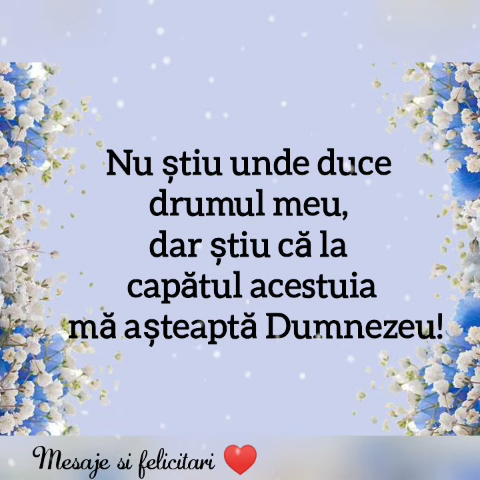 Nu știu unde duce
drumul meu,
dar știu că la
capătul acestuia
mă așteaptă Dumnezeu!
Mesaje si felicitari ❤️